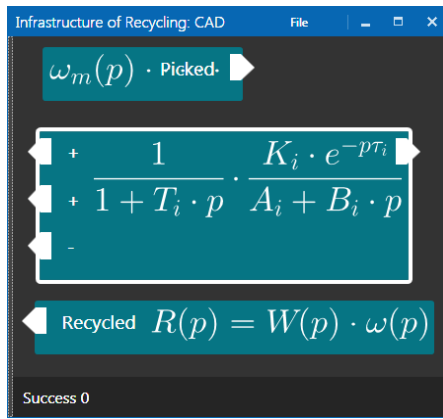 Infrastructure of Recycling: CAD File
ω_m(p) · Picked·
+ 1 / (1 + T_i · p) · K_i · e^{-pτ_i} / (A_i + B_i · p)
+
-
Recycled R(p) = W(p) · ω(p)
Success 0